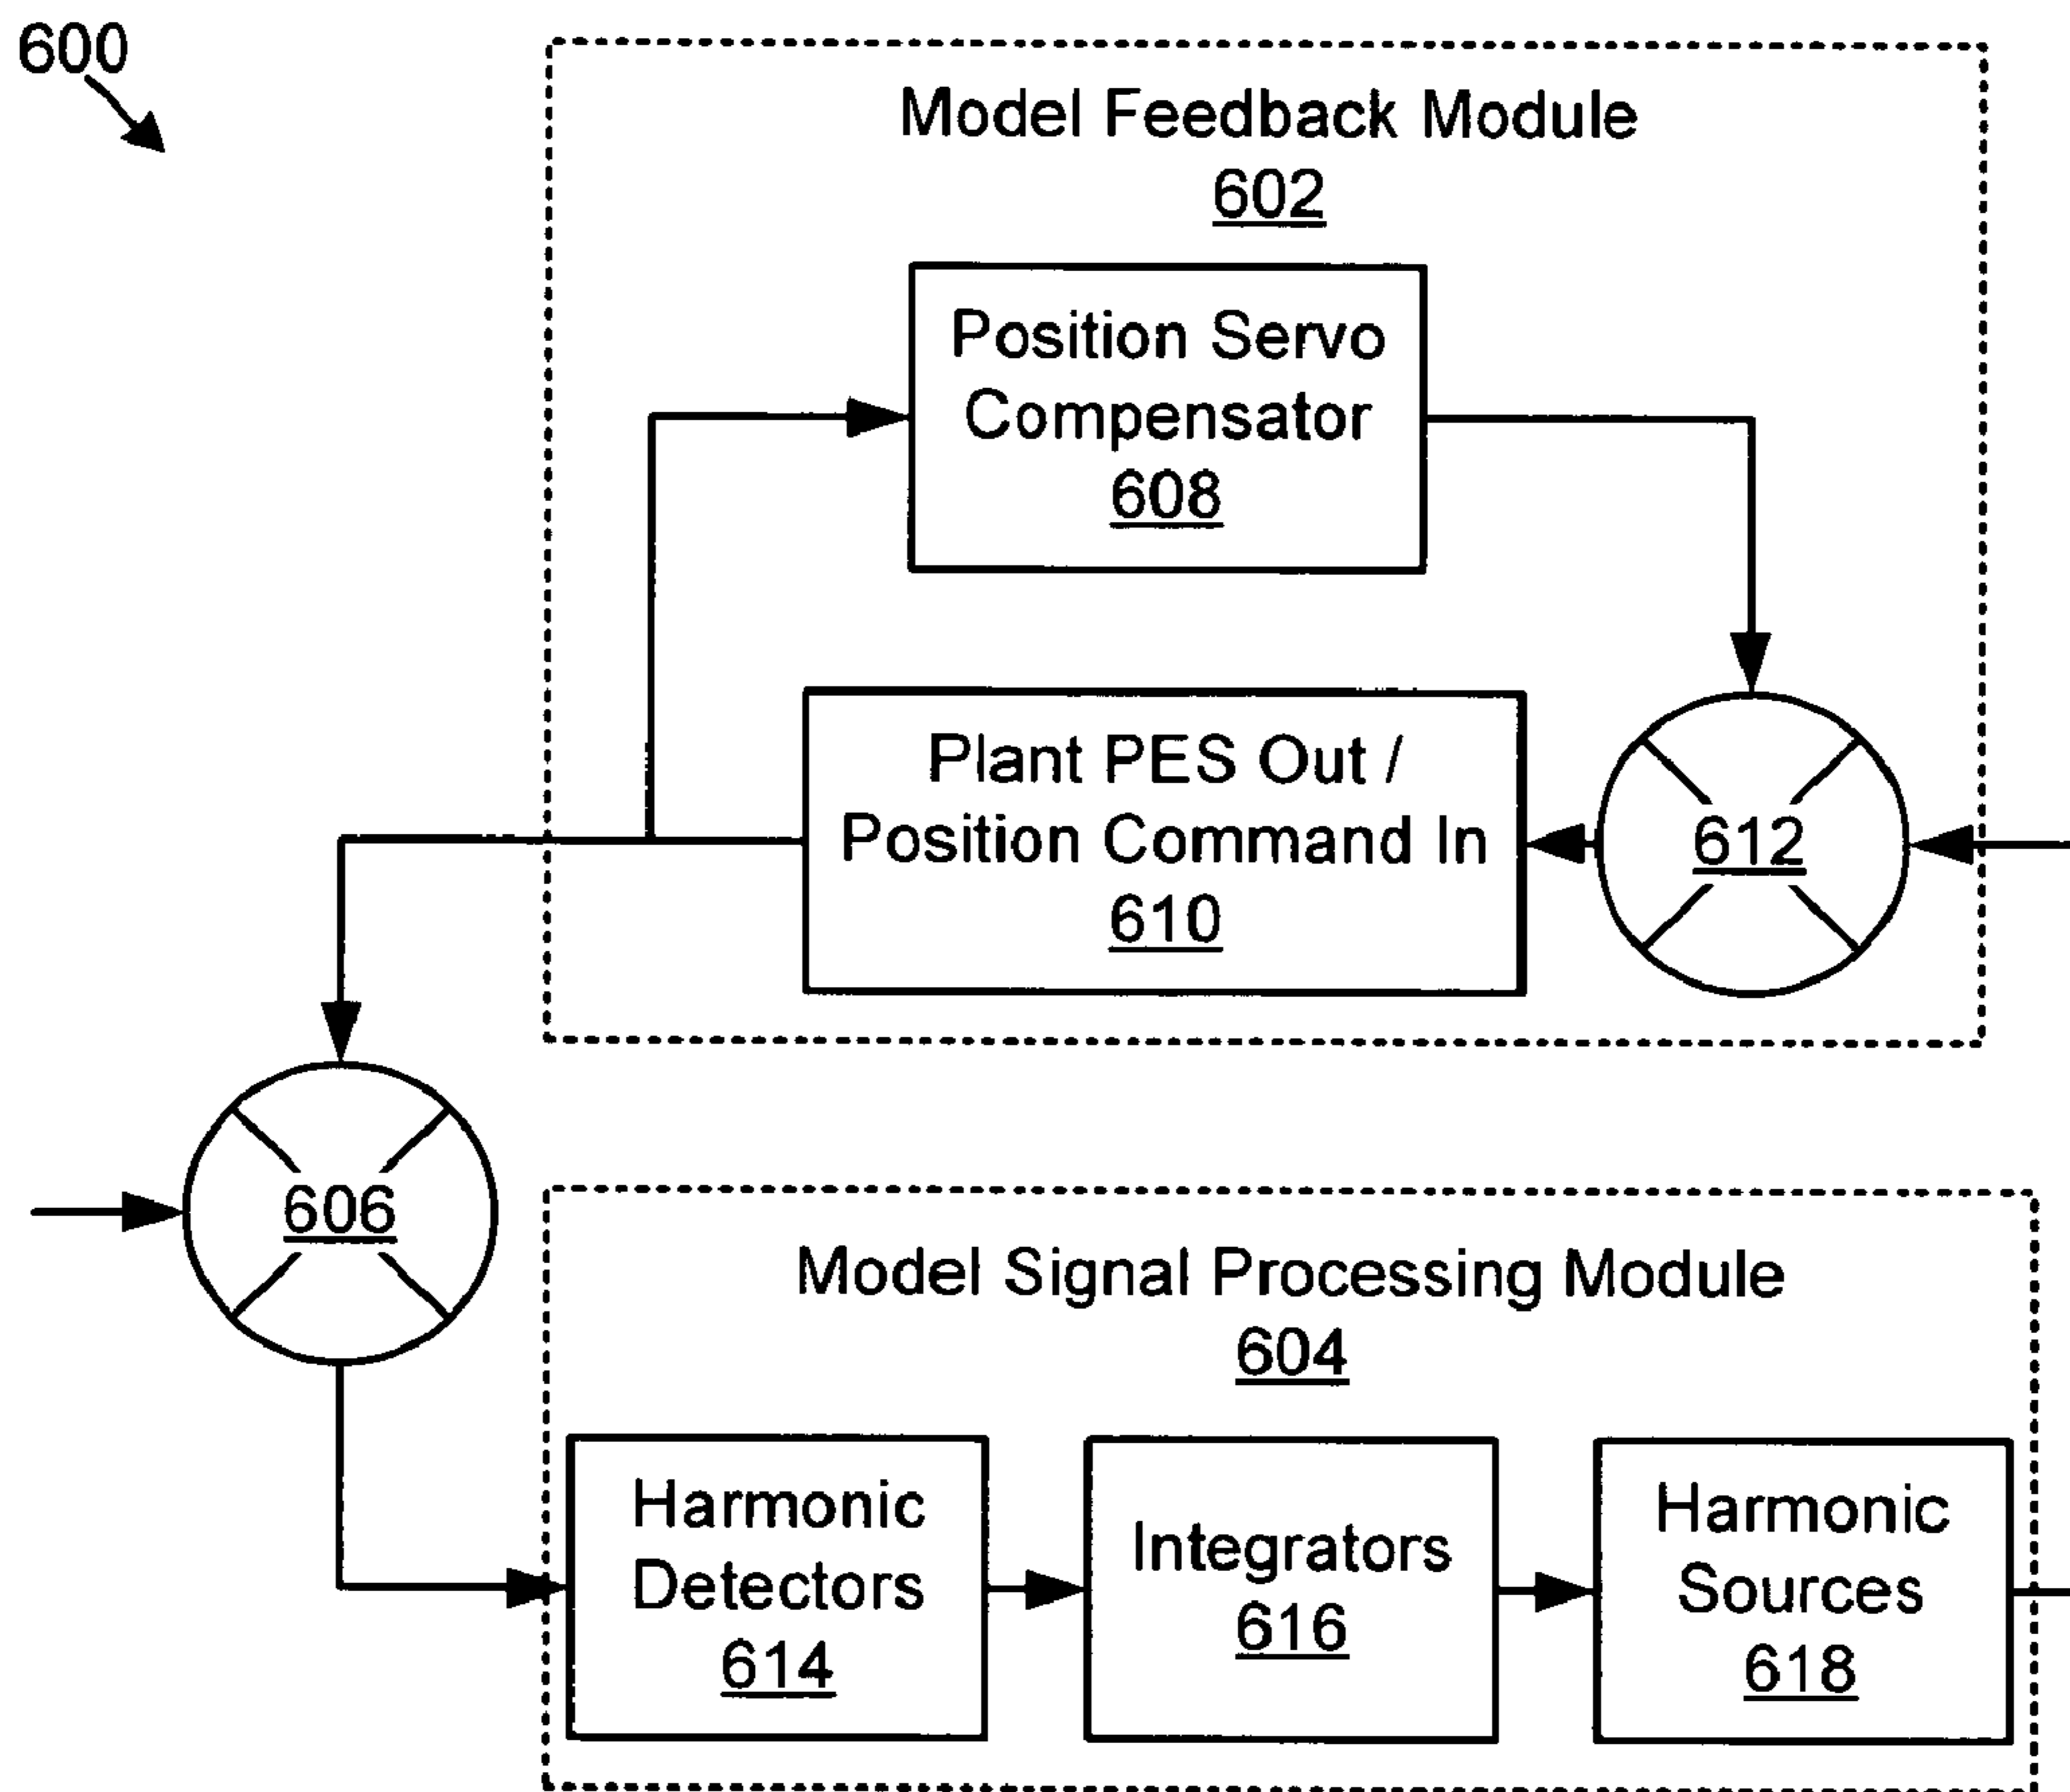 600
Model Feedback Module
602
Position Servo
Compensator
608
Plant PES Out /
Position Command In
610
612
606
Model Signal Processing Module
604
Harmonic
Detectors
614
Integrators
616
Harmonic
Sources
618